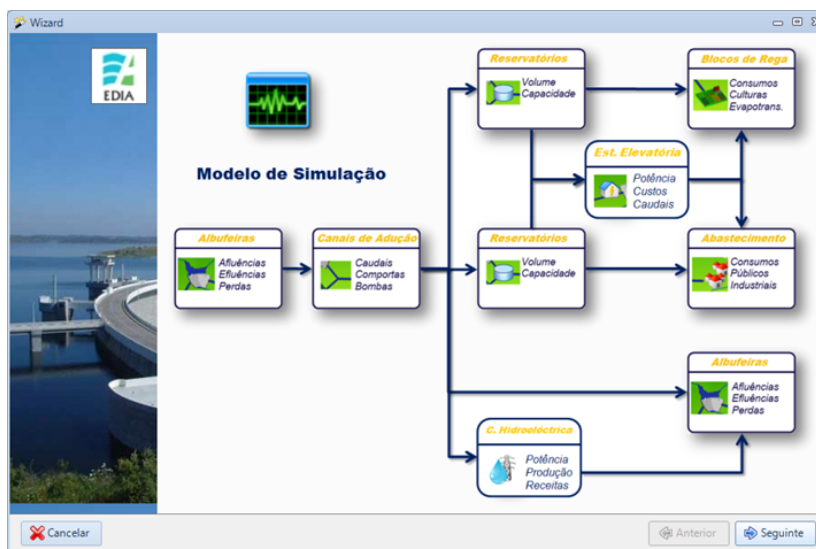 Wizard
EDIA
Modelo de Simulação
Albufeiras
Afluências
Efluências
Perdas
Canais de Adução
Caudais
Comportas
Bombas
Reservatórios
Volume
Capacidade
Blocos de Rega
Consumos
Culturas
Evapotrans.
Est. Elevatória
Potência
Custos
Caudais
Reservatórios
Volume
Capacidade
Abastecimento
Consumos
Públicos
Industriais
Albufeiras
Afluências
Efluências
Perdas
C. Hidroeléctrica
Potência
Produção
Receitas
Cancelar
Anterior
Seguinte